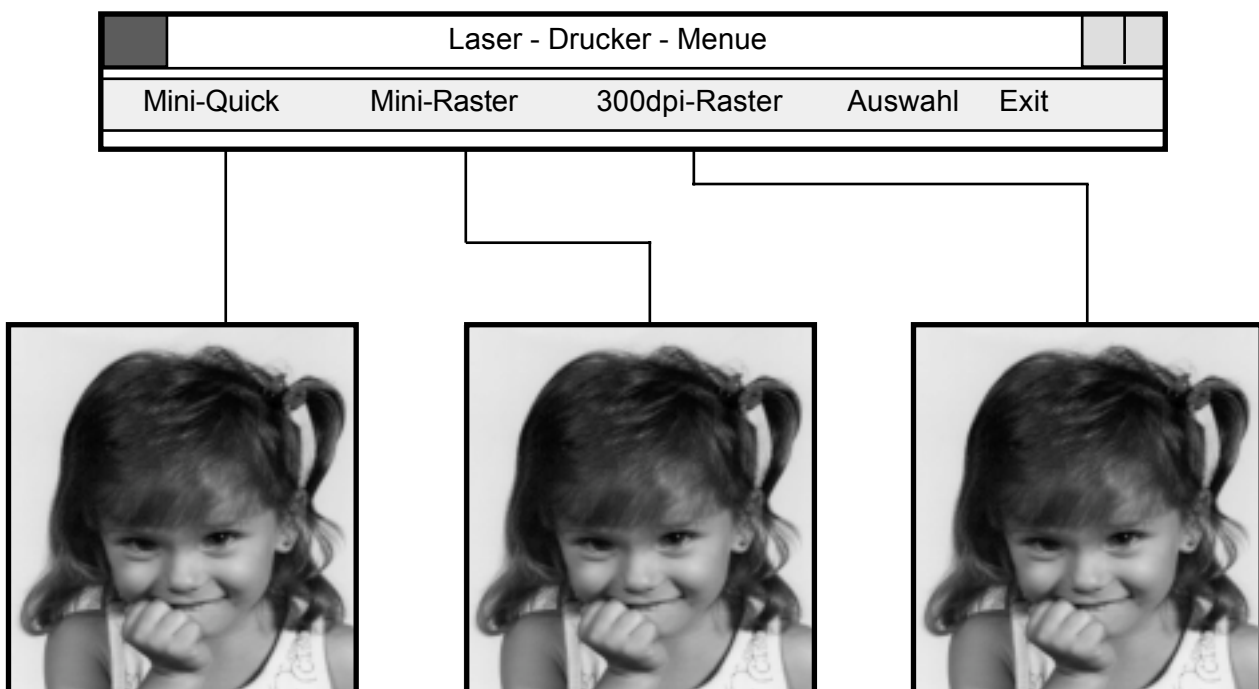 Laser - Drucker - Menue
Mini-Quick Mini-Raster 300dpi-Raster Auswahl Exit